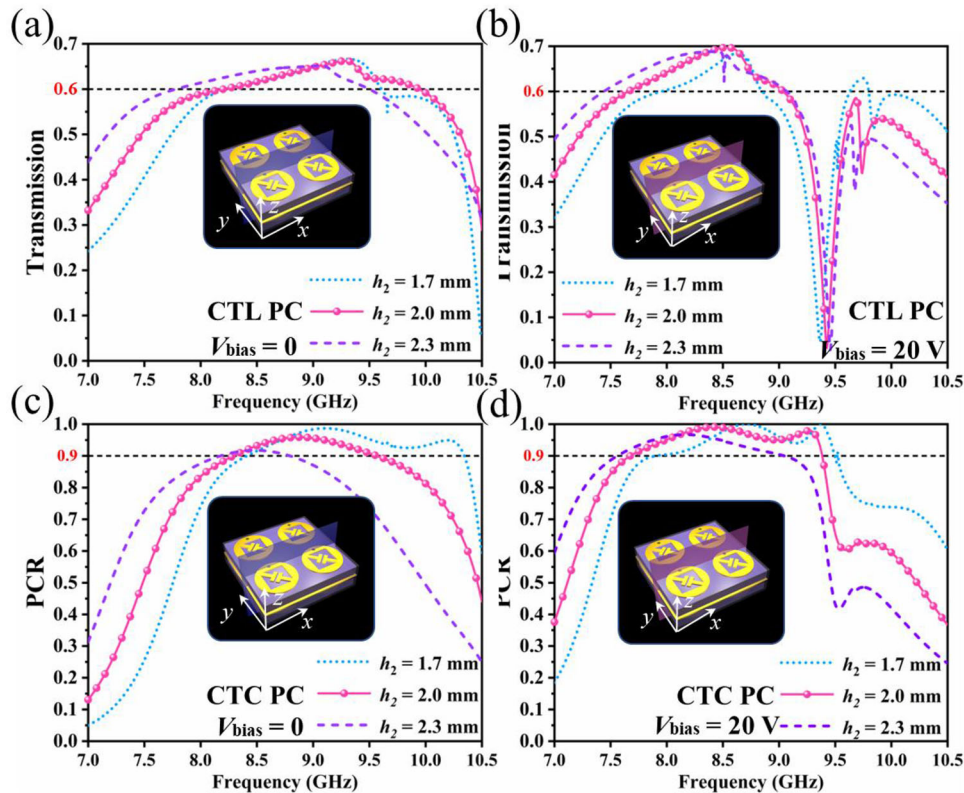 (a)
0.7
0.6
0.5
0.4
0.3
0.2
0.1
0.0
Transmission
y
z
x
h2 = 1.7 mm
CTL PC
h2 = 2.0 mm
Vbias = 0
h2 = 2.3 mm
7.0 7.5 8.0 8.5 9.0 9.5 10.0 10.5
Frequency (GHz)
(b)
0.7
0.6
0.5
0.4
0.3
0.2
0.1
0.0
Transmission
y
z
x
h2 = 1.7 mm
h2 = 2.0 mm
CTL PC
h2 = 2.3 mm
Vbias = 20 V
7.0 7.5 8.0 8.5 9.0 9.5 10.0 10.5
Frequency (GHz)
(c)
1.0
0.9
0.8
0.7
0.6
0.5
0.4
0.3
0.2
0.1
0.0
PCR
y
z
x
h2 = 1.7 mm
CTC PC
h2 = 2.0 mm
Vbias = 0
h2 = 2.3 mm
7.0 7.5 8.0 8.5 9.0 9.5 10.0 10.5
Frequency (GHz)
(d)
1.0
0.9
0.8
0.7
0.6
0.5
0.4
0.3
0.2
0.1
0.0
PCR
y
z
x
h2 = 1.7 mm
CTC PC
h2 = 2.0 mm
Vbias = 20 V
h2 = 2.3 mm
7.0 7.5 8.0 8.5 9.0 9.5 10.0 10.5
Frequency (GHz)